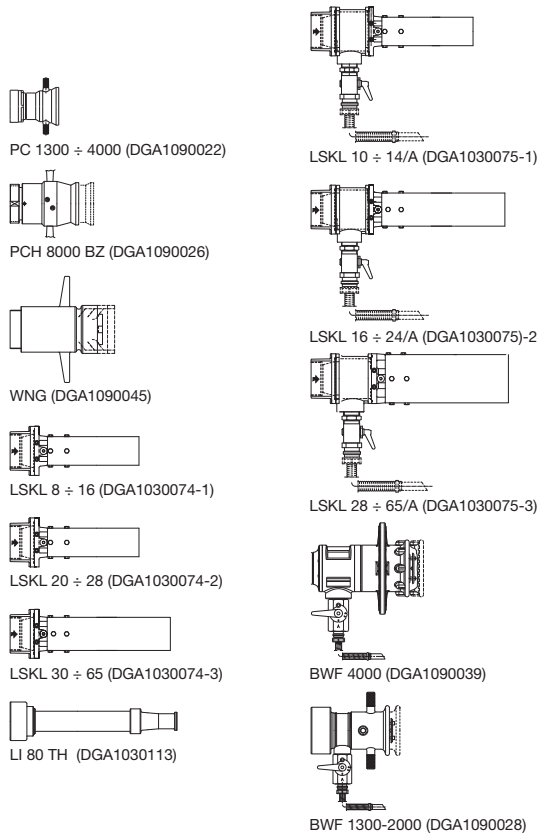 PC 1300 ÷ 4000 (DGA1090022)
PCH 8000 BZ (DGA1090026)
WNG (DGA1090045)
LSKL 8 ÷ 16 (DGA1030074-1)
LSKL 20 ÷ 28 (DGA1030074-2)
LSKL 30 ÷ 65 (DGA1030074-3)
LI 80 TH (DGA1030113)
LSKL 10 ÷ 14/A (DGA1030075-1)
LSKL 16 ÷ 24/A (DGA1030075)-2
LSKL 28 ÷ 65/A (DGA1030075-3)
BWF 4000 (DGA1090039)
BWF 1300-2000 (DGA1090028)